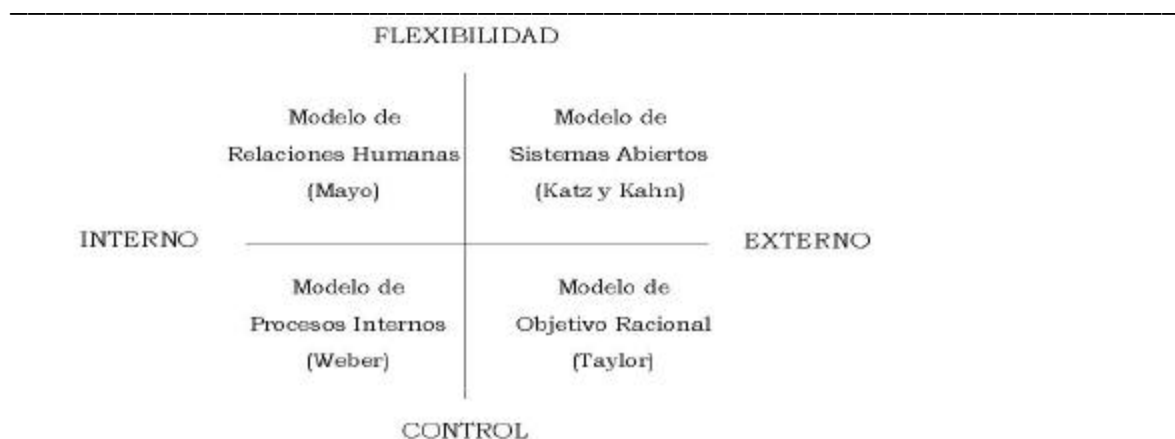 FLEXIBILIDAD
Modelo de
Relaciones Humanas
(Mayo)
Modelo de
Sistemas Abiertos
(Katz y Kahn)
INTERNO
EXTERNO
Modelo de
Procesos Internos
(Weber)
Modelo de
Objetivo Racional
(Taylor)
CONTROL